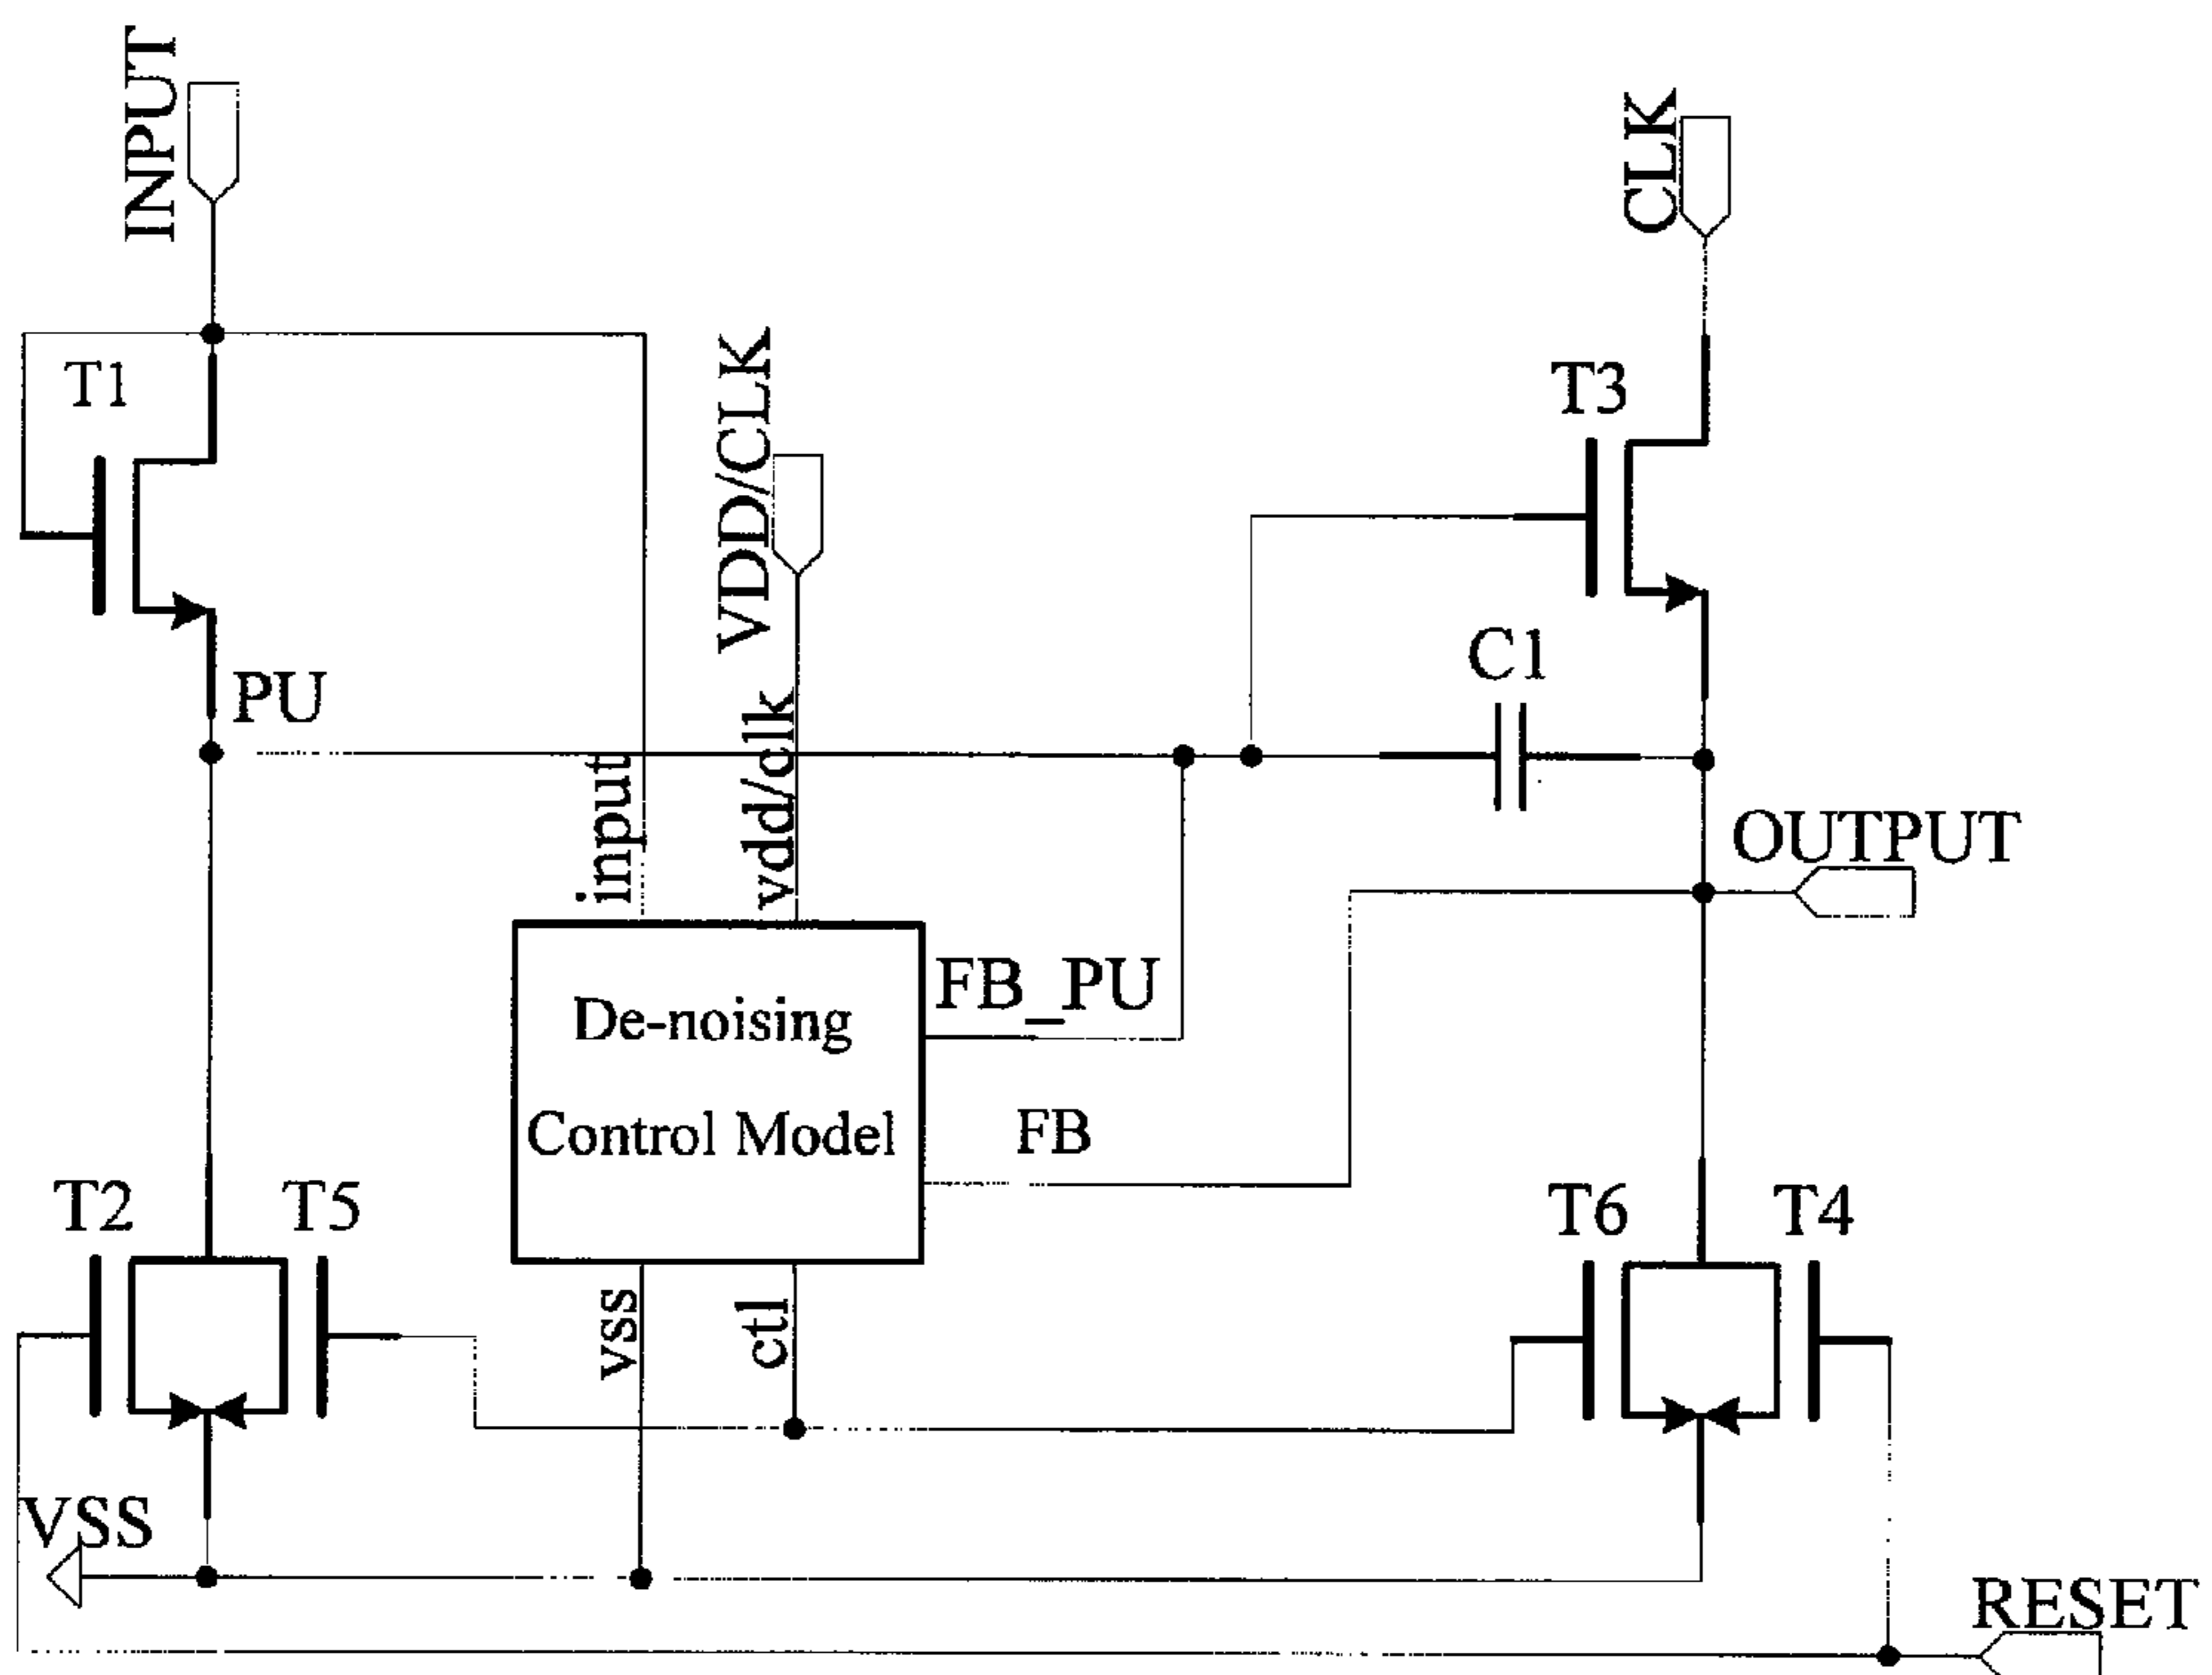 INPUT
CLK
T1
VDD/CLK
T3
C1
PU
input
vdd/clk
OUTPUT
FB_PU
De-noising
Control Model
FB
T2
T5
T6
T4
vss
ctl
VSS
RESET